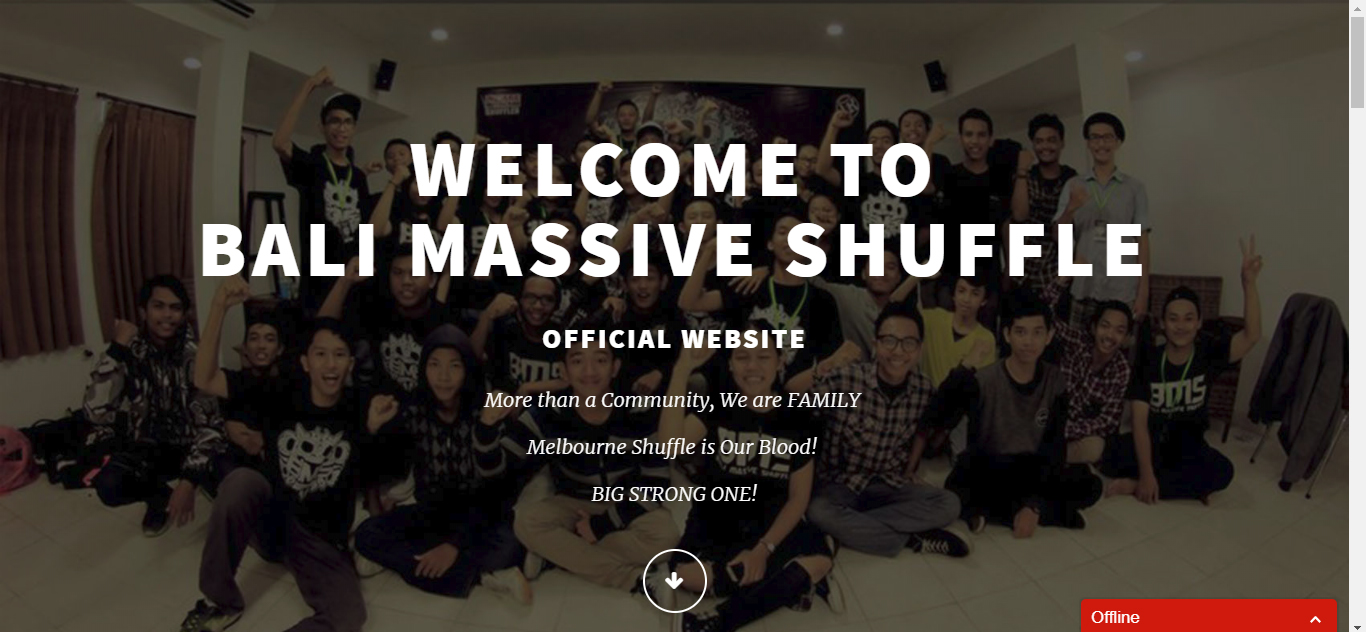 WELCOME TO
BALI MASSIVE SHUFFLE
OFFICIAL WEBSITE
More than a Community, We are FAMILY
Melbourne Shuffle is Our Blood!
BIG STRONG ONE!
BMS
Offline